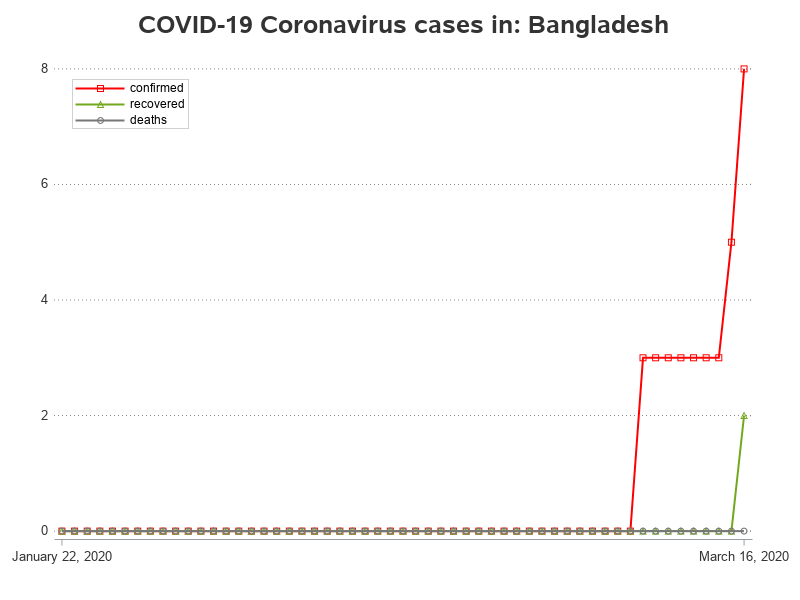 COVID-19 Coronavirus cases in: Bangladesh
8
confirmed
recovered
deaths
6
4
2
0
January 22, 2020
March 16, 2020